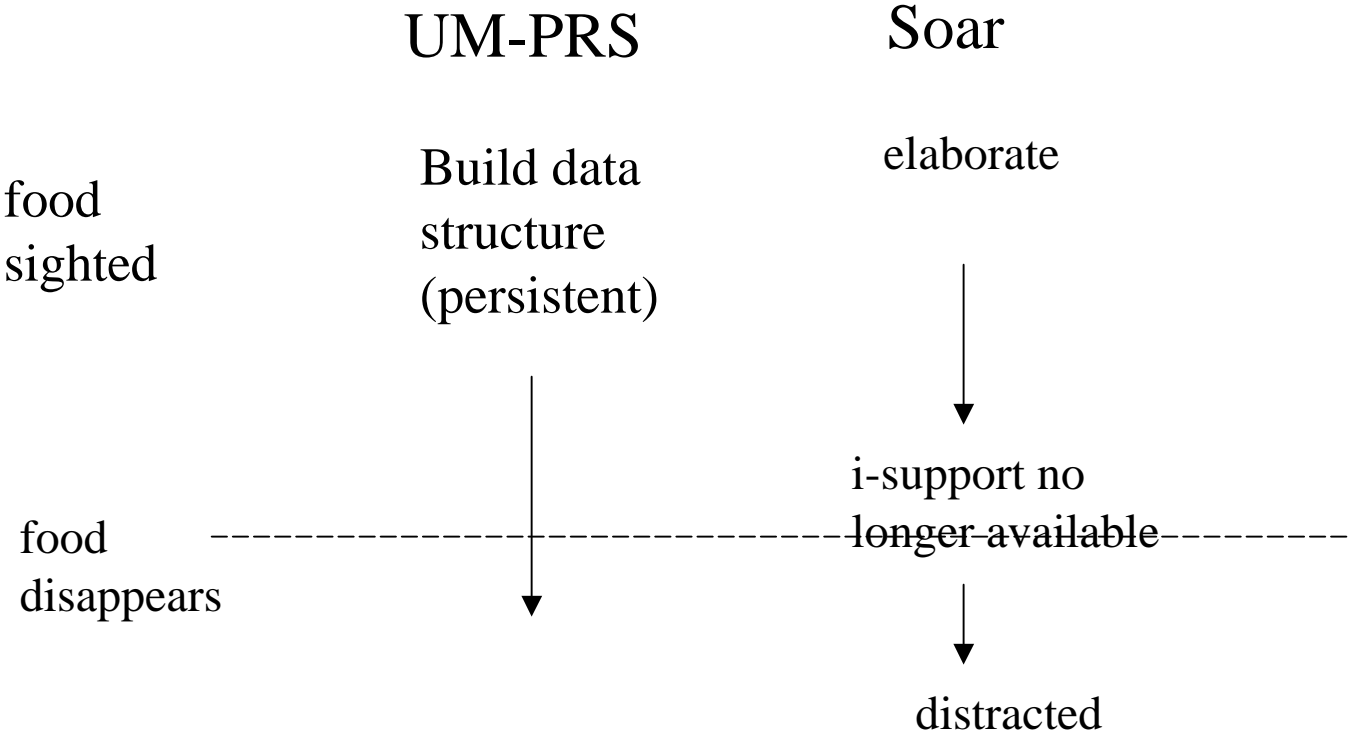 UM-PRS
Soar
food
sighted
Build data
structure
(persistent)
elaborate
food
disappears
i-support no
longer available
distracted